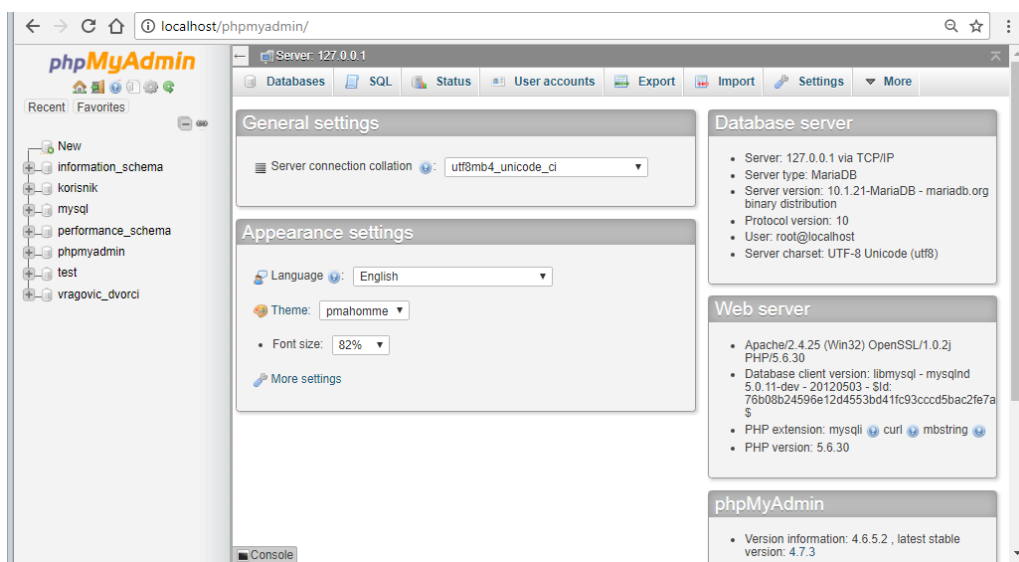 localhost/phpmyadmin/
phpMyAdmin
Recent Favorites
New
information_schema
korisnik
mysql
performance_schema
phpmyadmin
test
vragovic_dvorci
Server: 127.0.0.1
Databases SQL Status User accounts Export Import Settings More
General settings
Server connection collation : utf8mb4_unicode_ci
Appearance settings
Language : English
Theme: pmahomme
Font size: 82%
More settings
Database server
Server: 127.0.0.1 via TCP/IP
Server type: MariaDB
Server version: 10.1.21-MariaDB - mariadb.org
binary distribution
Protocol version: 10
User: root@localhost
Server charset: UTF-8 Unicode (utf8)
Web server
Apache/2.4.25 (Win32) OpenSSL/1.0.2j
PHP/5.6.30
Database client version: libmysql - mysqlnd
5.0.11-dev - 20120503 - $Id:
76b08b24596e12d4553bd41fc93cccd5bac2fe7a
$
PHP extension: mysqli curl mbstring
PHP version: 5.6.30
phpMyAdmin
Version information: 4.6.5.2 , latest stable
version: 4.7.3
Console